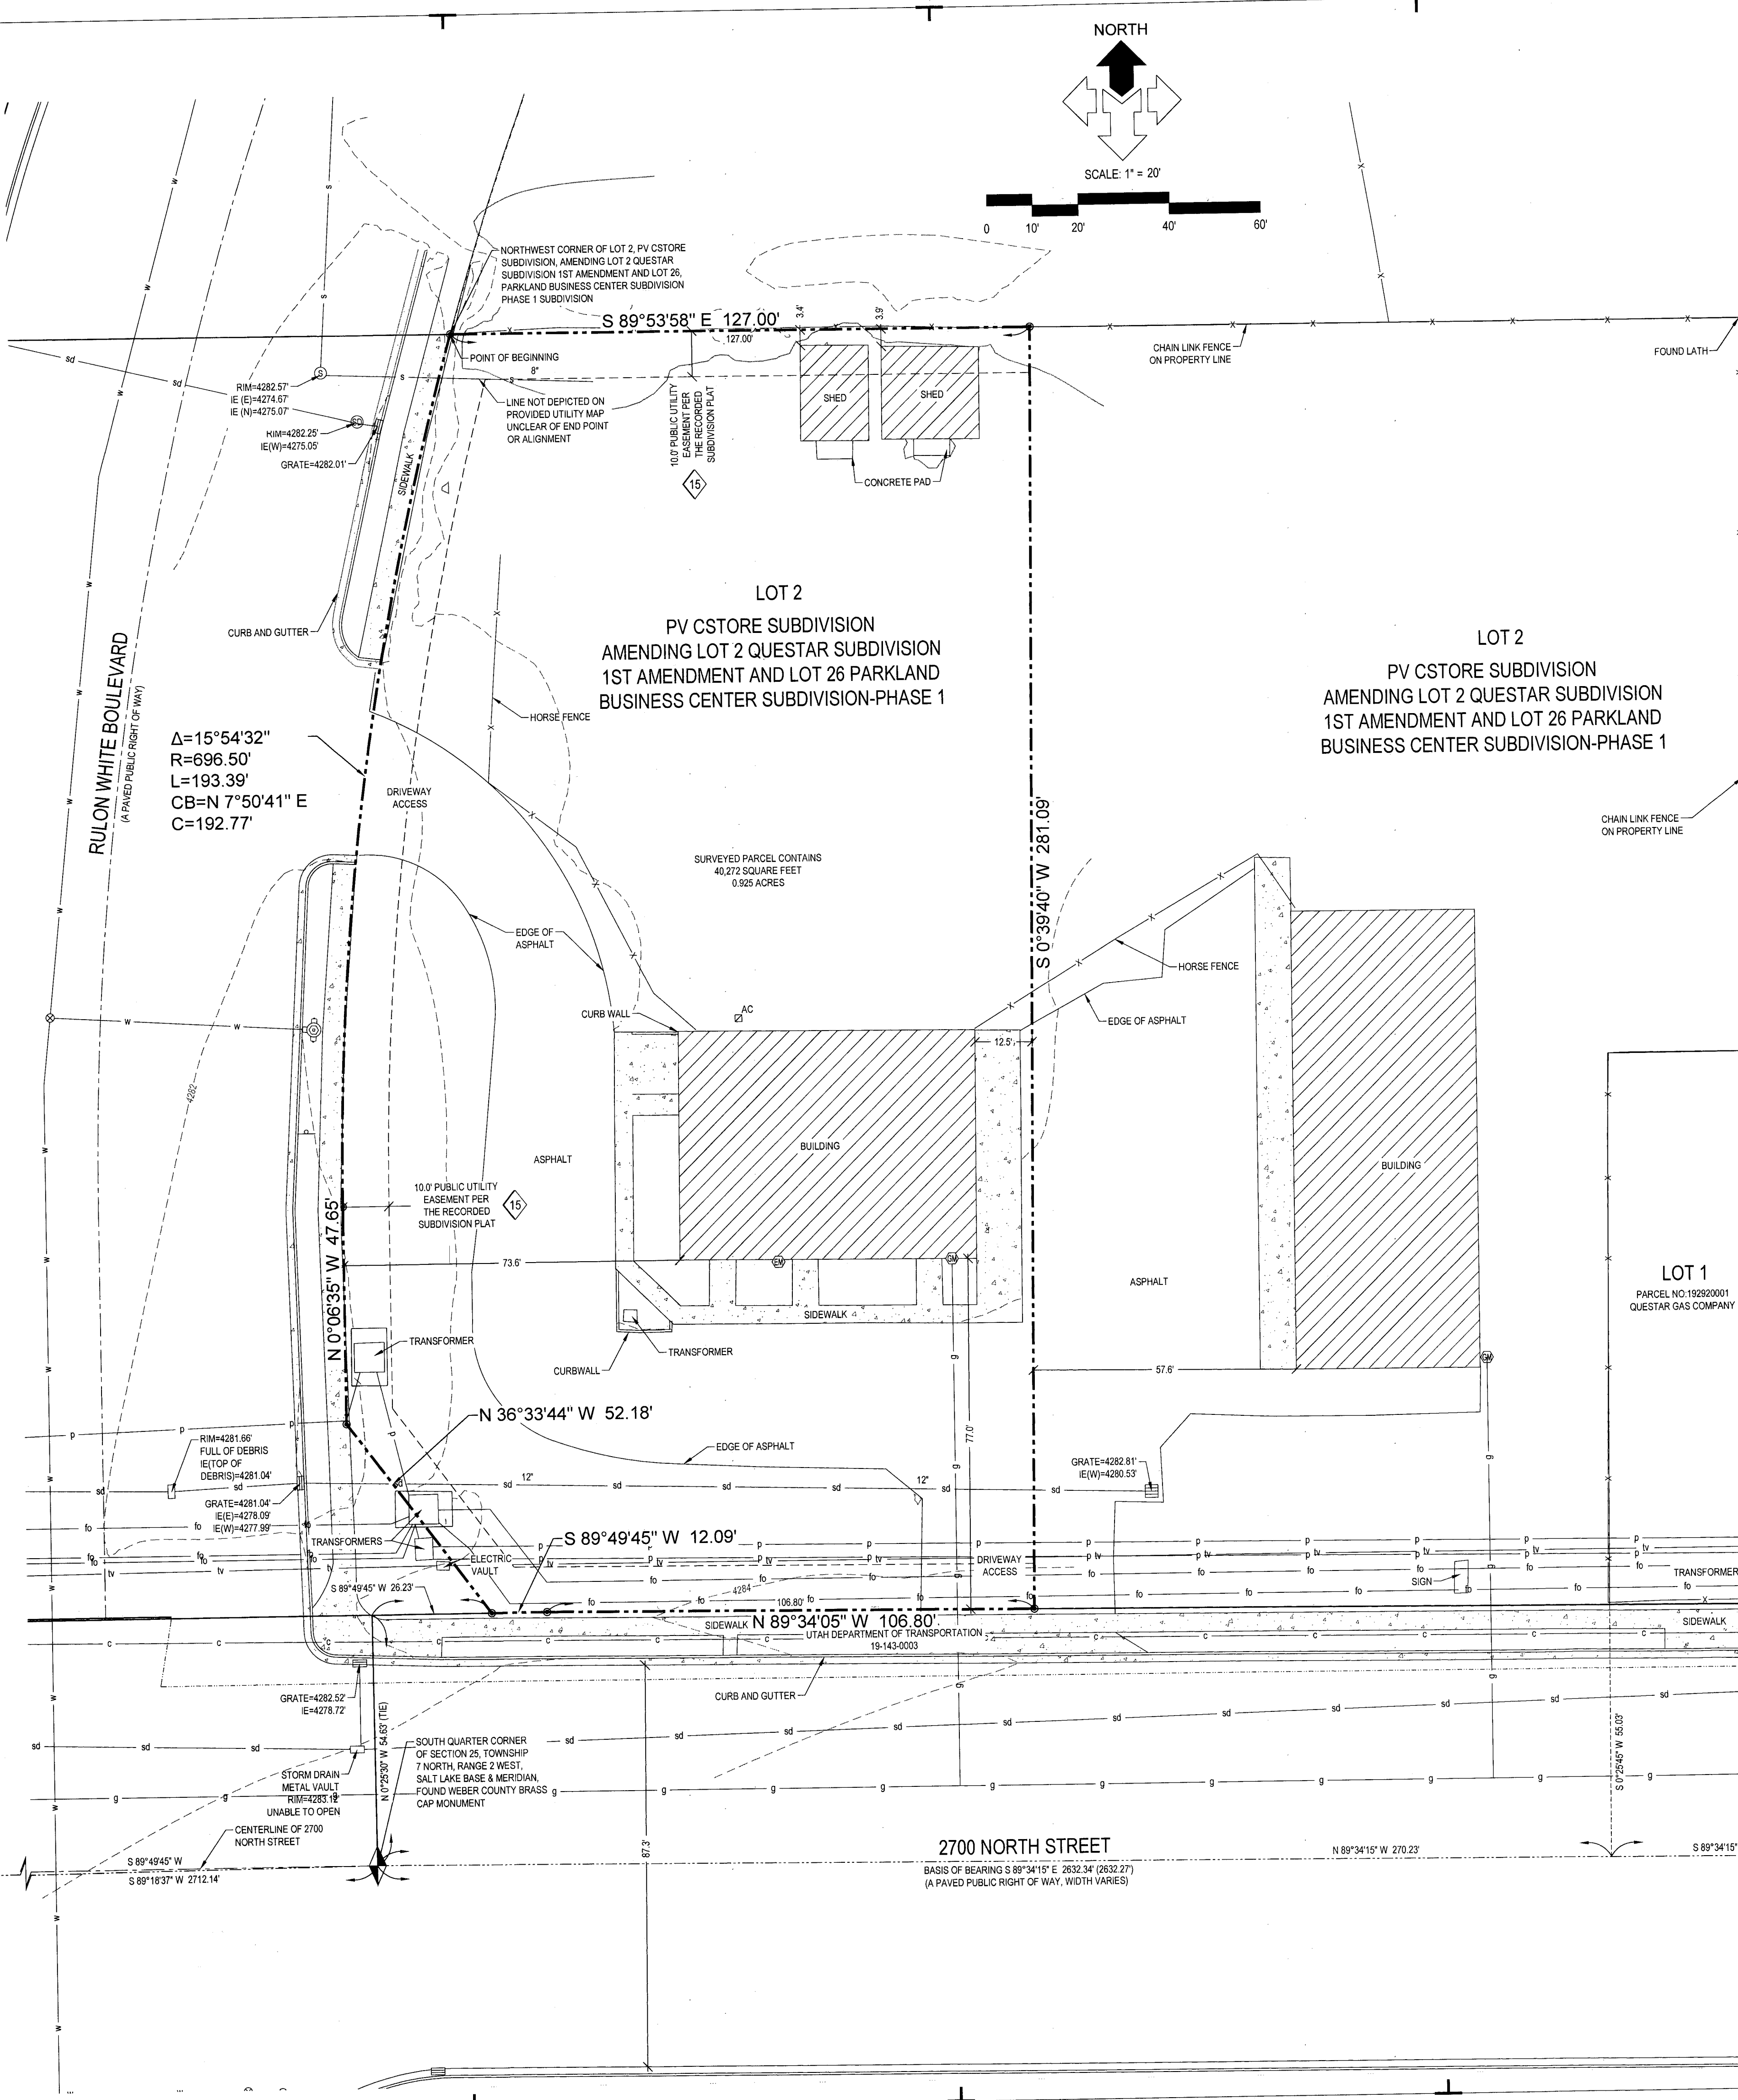 NORTH
SCALE: 1" = 20'
0 10' 20' 40' 60'
NORTHWEST CORNER OF LOT 2, PV CSTORE
SUBDIVISION, AMENDING LOT 2 QUESTAR
SUBDIVISION 1ST AMENDMENT AND LOT 26,
PARKLAND BUSINESS CENTER SUBDIVISION
PHASE 1 SUBDIVISION
S 89°53'58" E 127.00'
127.00'
3.4'
3.9'
CHAIN LINK FENCE
ON PROPERTY LINE
FOUND LATH
POINT OF BEGINNING
8"
RIM=4282.57'
IE (E)=4274.67'
IE (N)=4275.07'
RIM=4282.25'
IE(W)=4275.05'
GRATE=4282.01'
LINE NOT DEPICTED ON
PROVIDED UTILITY MAP
UNCLEAR OF END POINT
OR ALIGNMENT
10.0' PUBLIC UTILITY
EASEMENT PER
THE RECORDED
SUBDIVISION PLAT
15
SHED
SHED
CONCRETE PAD
SIDEWALK
CURB AND GUTTER
HORSE FENCE
LOT 2
PV CSTORE SUBDIVISION
AMENDING LOT 2 QUESTAR SUBDIVISION
1ST AMENDMENT AND LOT 26 PARKLAND
BUSINESS CENTER SUBDIVISION-PHASE 1
LOT 2
PV CSTORE SUBDIVISION
AMENDING LOT 2 QUESTAR SUBDIVISION
1ST AMENDMENT AND LOT 26 PARKLAND
BUSINESS CENTER SUBDIVISION-PHASE 1
RULON WHITE BOULEVARD
(A PAVED PUBLIC RIGHT OF WAY)
Δ=15°54'32"
R=696.50'
L=193.39'
CB=N 7°50'41" E
C=192.77'
DRIVEWAY
ACCESS
SURVEYED PARCEL CONTAINS
40,272 SQUARE FEET
0.925 ACRES
S 0°39'40" W 281.09'
CHAIN LINK FENCE
ON PROPERTY LINE
EDGE OF
ASPHALT
HORSE FENCE
EDGE OF ASPHALT
CURB WALL
AC
12.5'
4282
BUILDING
BUILDING
ASPHALT
10.0' PUBLIC UTILITY
EASEMENT PER
THE RECORDED
SUBDIVISION PLAT
15
N 0°06'35" W 47.65'
73.6'
EM
GM
ASPHALT
LOT 1
PARCEL NO:192920001
QUESTAR GAS COMPANY
SIDEWALK
TRANSFORMER
TRANSFORMER
CURBWALL
57.6'
GM
N 36°33'44" W 52.18'
77.0'
EDGE OF ASPHALT
RIM=4281.66'
FULL OF DEBRIS
IE(TOP OF
DEBRIS)=4281.04'
12"
12"
GRATE=4282.81'
IE(W)=4280.53'
GRATE=4281.04'
IE(E)=4278.09'
IE(W)=4277.99'
TRANSFORMERS
ELECTRIC
VAULT
S 89°49'45" W 12.09'
DRIVEWAY
ACCESS
SIGN
TRANSFORMER
S 89°49'45" W 26.23'
4284
106.80'
SIDEWALK
N 89°34'05" W 106.80'
UTAH DEPARTMENT OF TRANSPORTATION
19-143-0003
SIDEWALK
CURB AND GUTTER
GRATE=4282.52'
IE=4278.72'
N 0°25'30" W 54.63' (TIE)
SOUTH QUARTER CORNER
OF SECTION 25, TOWNSHIP
7 NORTH, RANGE 2 WEST,
SALT LAKE BASE & MERIDIAN,
FOUND WEBER COUNTY BRASS
CAP MONUMENT
STORM DRAIN
METAL VAULT
RIM=4283.12'
UNABLE TO OPEN
CENTERLINE OF 2700
NORTH STREET
87.3'
S 0°25'45" W 55.03'
2700 NORTH STREET
BASIS OF BEARING S 89°34'15" E 2632.34' (2632.27')
(A PAVED PUBLIC RIGHT OF WAY, WIDTH VARIES)
N 89°34'15" W 270.23'
S 89°34'15"
S 89°49'45" W
S 89°18'37" W 2712.14'